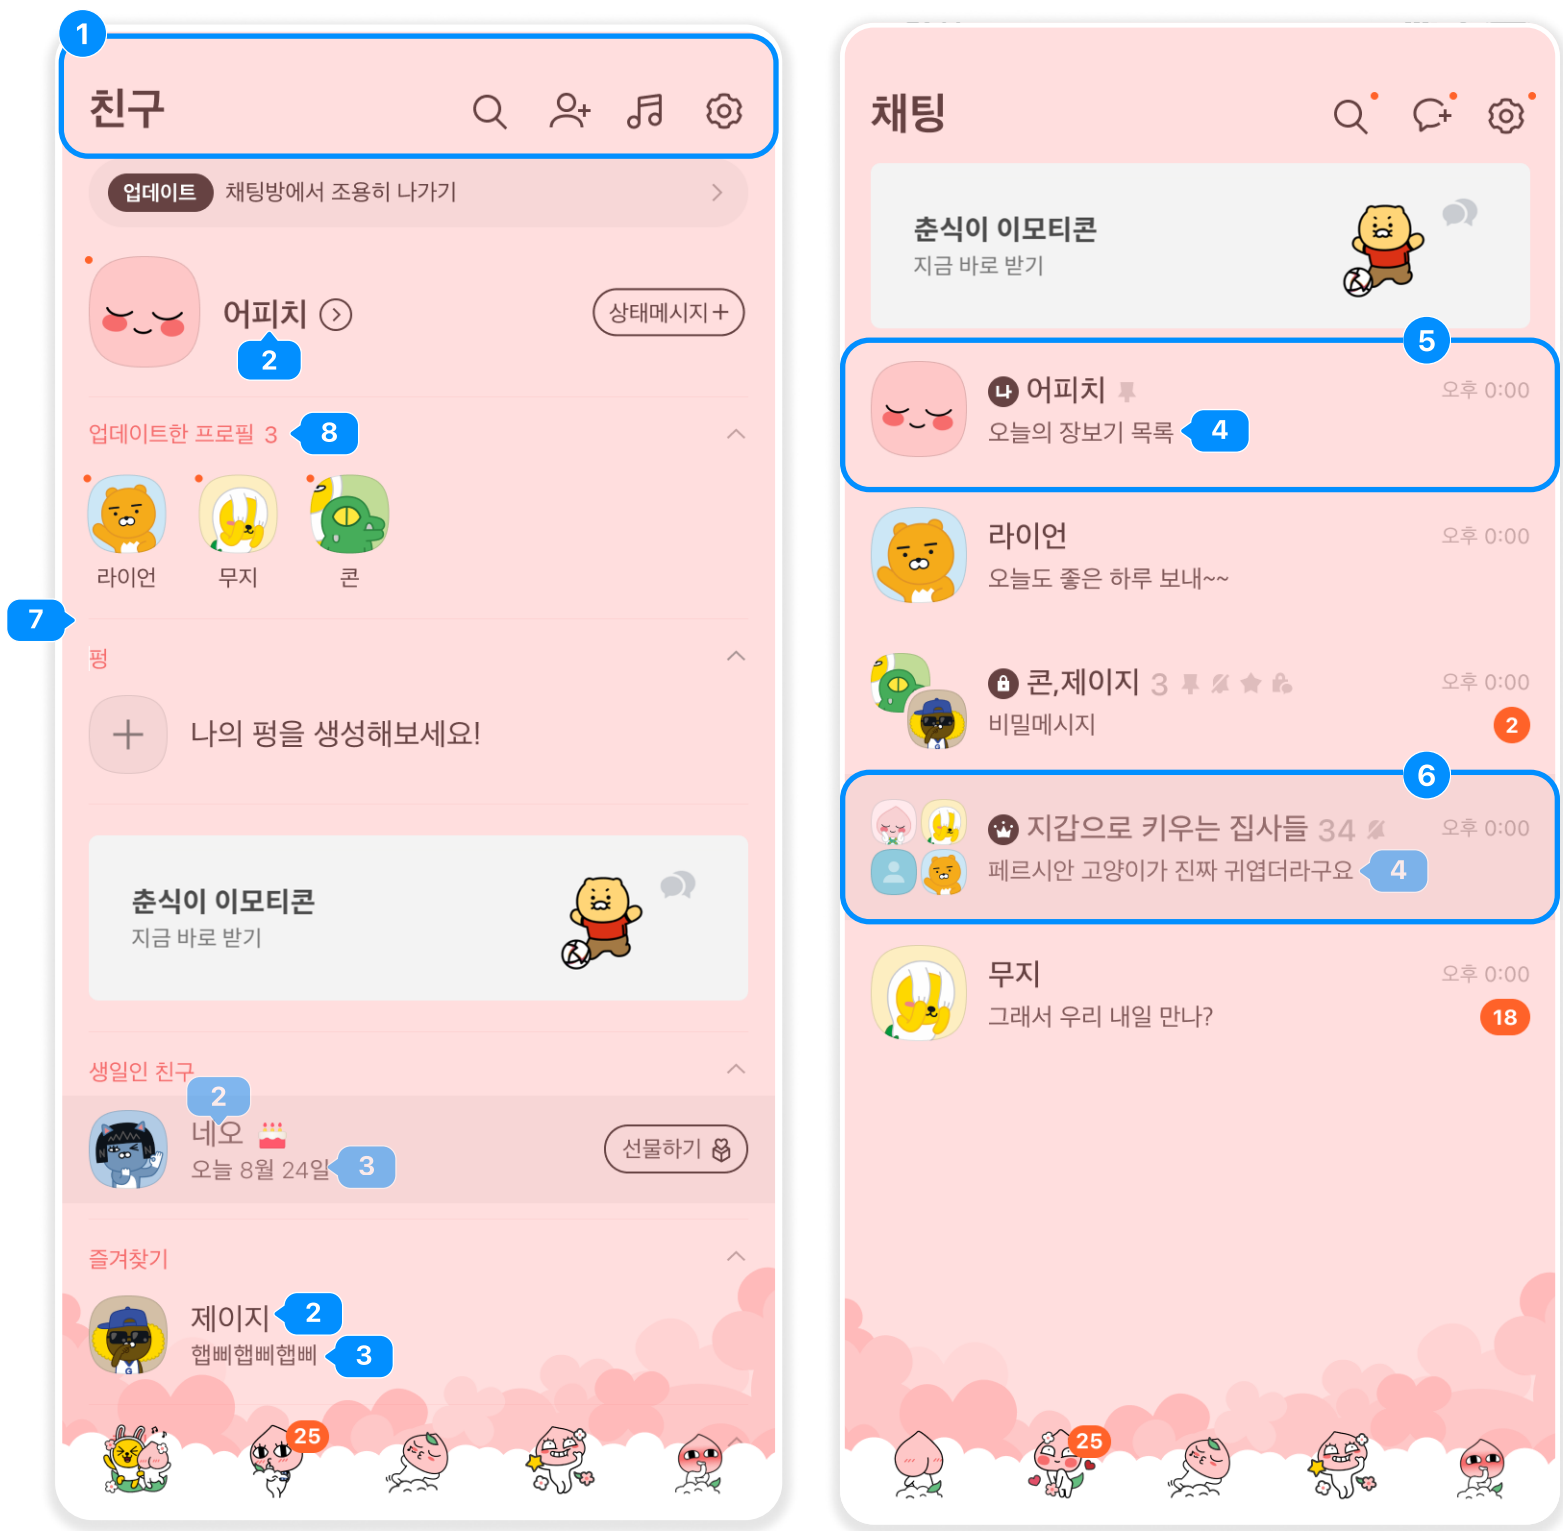 1
친구
업데이트 채팅방에서 조용히 나가기
어피치
상태메시지+
2
업데이트한 프로필 3
8
라이언 무지 콘
7
펑
나의 펑을 생성해보세요!
춘식이 이모티콘
지금 바로 받기
생일인 친구
2
네오
오늘 8월 24일
3
선물하기
즐겨찾기
제이지
2
햅삐햅삐햅삐
3
25
채팅
춘식이 이모티콘
지금 바로 받기
5
나 어피치
오후 0:00
오늘의 장보기 목록
4
라이언
오후 0:00
오늘도 좋은 하루 보내~~
콘,제이지 3
오후 0:00
비밀메시지
2
6
지갑으로 키우는 집사들 34
오후 0:00
페르시안 고양이가 진짜 귀엽더라구요
4
무지
오후 0:00
그래서 우리 내일 만나?
18
25